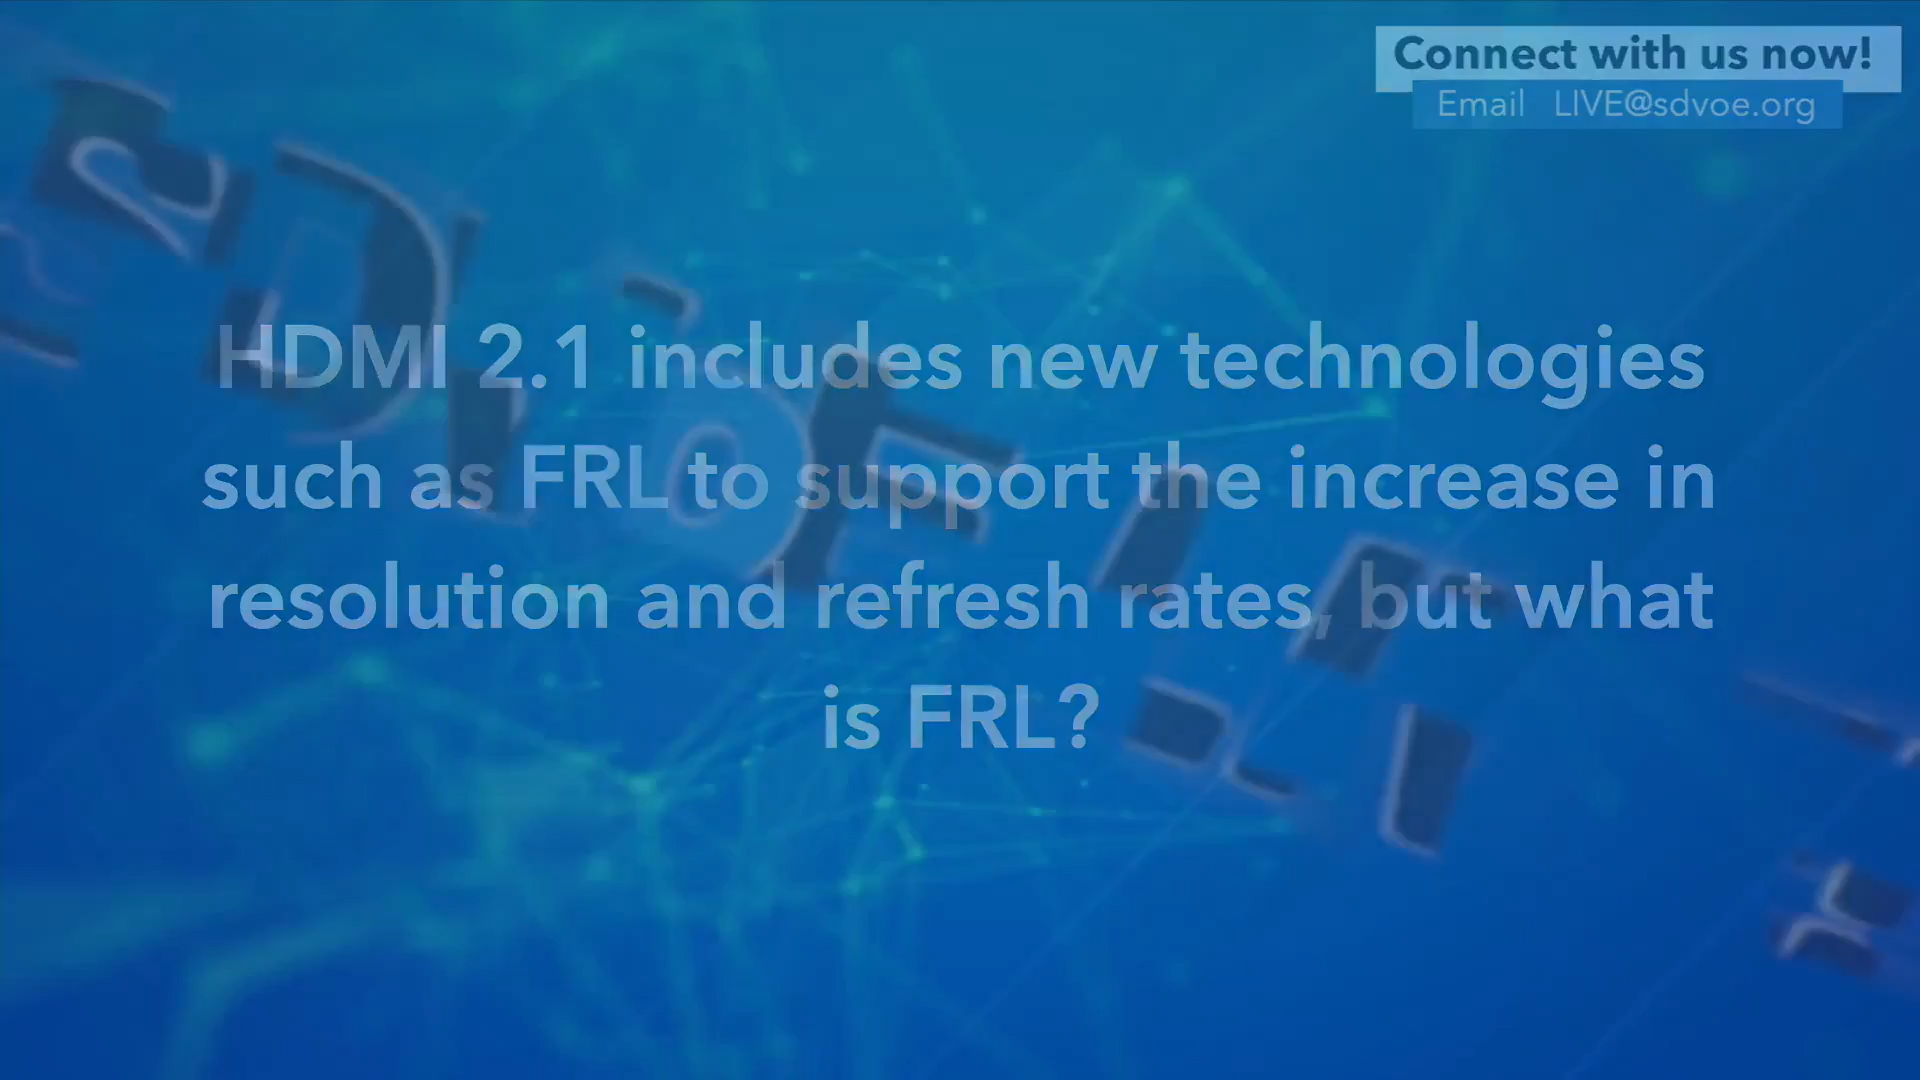 Connect with us now!
Email LIVE@sdvoe.org
HDMI 2.1 includes new technologies
such as FRL to support the increase in
resolution and refresh rates, but what
is FRL?